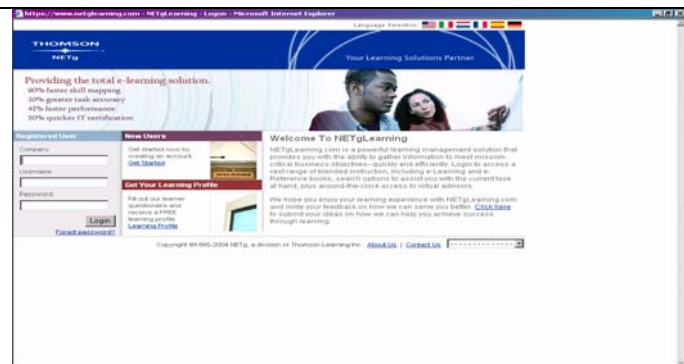 https://www.netglearning.com - NETgLearning - Logon - Microsoft Internet Explorer
Language Selection:
THOMSON
NETg
Your Learning Solutions Partner
Providing the total e-learning solution.
90% faster skill mapping
30% greater task accuracy
41% faster performance
50% quicker IT certification
Registered User
Company
Username
Password
Login
Forgot password?
New Users
Get started now by
creating an account.
Get Started
Get Your Learning Profile
Fill out our learner
questionaire and
receive a FREE
learning profile
Learning Profile
Welcome To NETgLearning
NETgLearning.com is a powerful learning management solution that
provides you with the ability to gather information to meet mission-
critical business objectives--quickly and efficiently. Login to access a
vast range of blended instruction, including e-Learning and e-
Reference books, search options to assist you with the current task
at hand, plus around-the-clock access to virtual advisors.
We hope you enjoy your learning experience with NETgLearning.com
and invite your feedback on how we can serve you better. Click here
to submit your ideas on how we can help you achieve success
through learning.
Copyright ©1995-2004 NETg, a division of Thomson Learning Inc. About Us | Contact Us